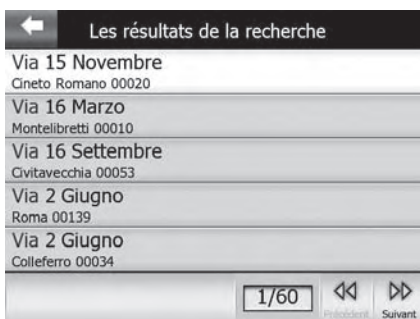 Les résultats de la recherche
Via 15 Novembre
Cineto Romano 00020
Via 16 Marzo
Montelibretti 00010
Via 16 Settembre
Civitavecchia 00053
Via 2 Giugno
Roma 00139
Via 2 Giugno
Colleferro 00034
1/60
Précédent Suivant